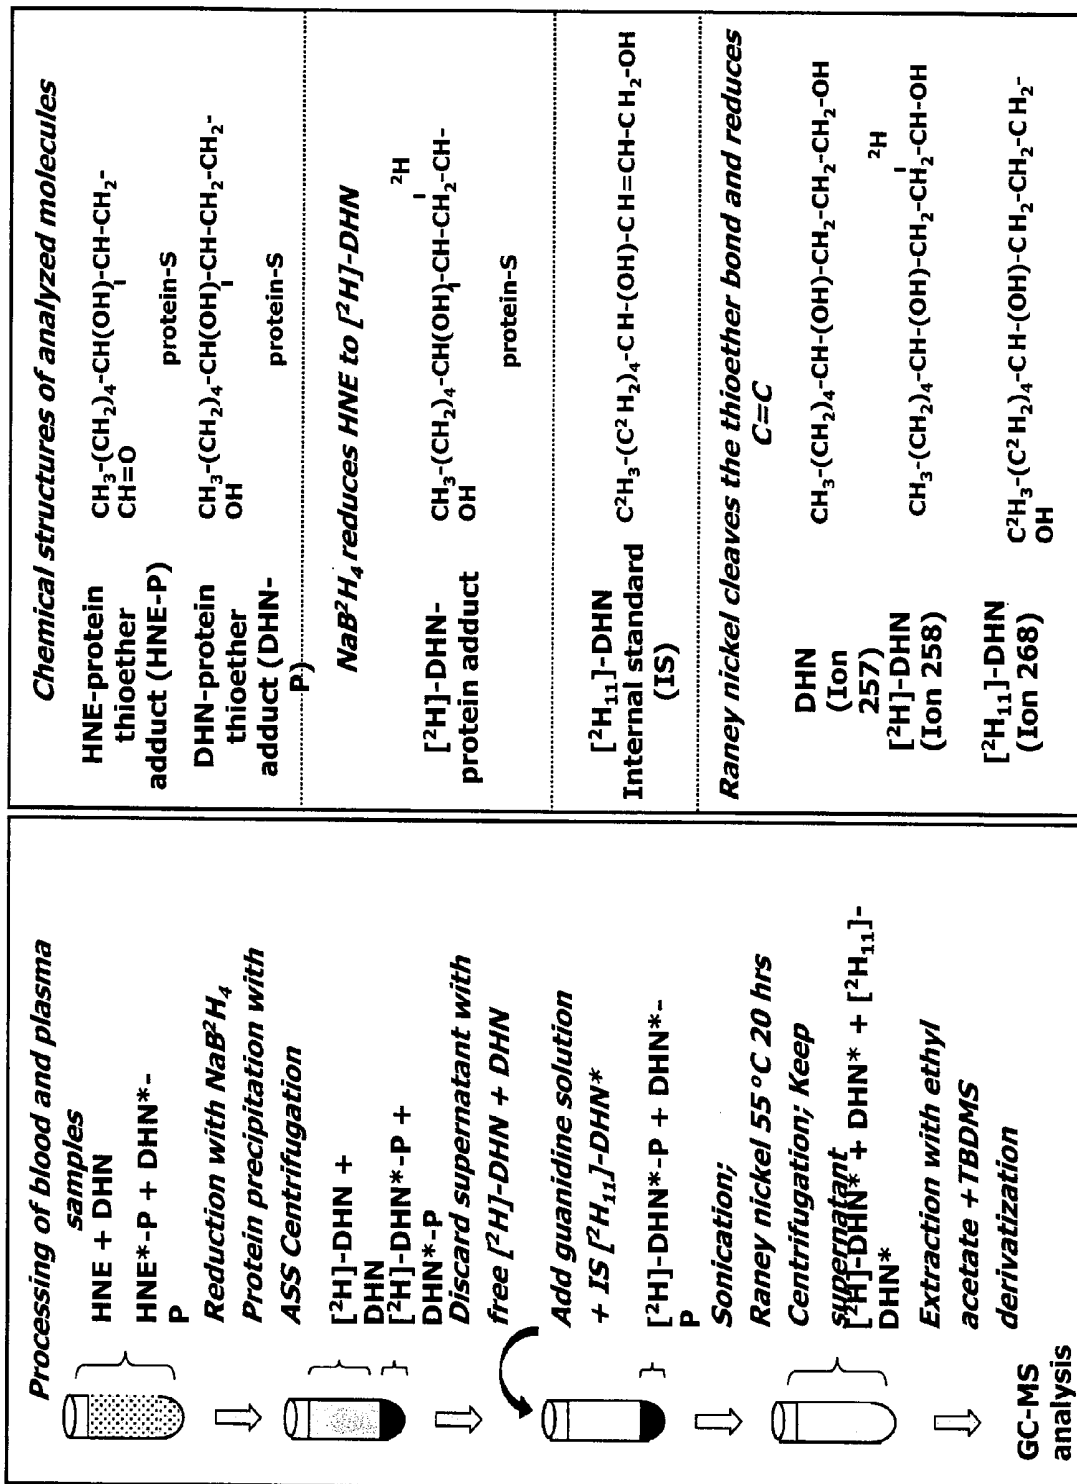 Processing of blood and plasma
samples
HNE + DHN
HNE*-P + DHN*-
P
Reduction with NaB²H₄
Protein precipitation with
ASS Centrifugation
[²H]-DHN +
DHN
[²H]-DHN*-P +
DHN*-P
Discard supernatant with
free [²H]-DHN + DHN
Add guanidine solution
+ IS [²H₁₁]-DHN*
[²H]-DHN*-P + DHN*-
P
Sonication;
Raney nickel 55°C 20 hrs
Centrifugation; Keep
supernatant
[²H]-DHN* + DHN* + [²H₁₁]-
DHN*
Extraction with ethyl
acetate +TBDMS
derivatization
GC-MS
analysis
Chemical structures of analyzed molecules
HNE-protein
thioether
adduct (HNE-P)
CH₃-(CH₂)₄-CH(OH)-CH-CH₂-
CH=O
protein-S
DHN-protein
thioether
adduct (DHN-
P)
CH₃-(CH₂)₄-CH(OH)-CH-CH₂-CH₂-
OH
protein-S
NaB²H₄ reduces HNE to [²H]-DHN
[²H]-DHN-
protein adduct
²H
CH₃-(CH₂)₄-CH(OH)-CH-CH₂-CH-
OH
protein-S
[²H₁₁]-DHN
Internal standard
(IS)
C²H₃-(C²H₂)₄-CH-(OH)-CH=CH-CH₂-OH
Raney nickel cleaves the thioether bond and reduces
C=C
DHN
(Ion
257)
CH₃-(CH₂)₄-CH-(OH)-CH₂-CH₂-CH₂-OH
[²H]-DHN
(Ion 258)
²H
CH₃-(CH₂)₄-CH-(OH)-CH₂-CH₂-CH-OH
[²H₁₁]-DHN
(Ion 268)
C²H₃-(C²H₂)₄-CH-(OH)-CH₂-CH₂-CH₂-
OH